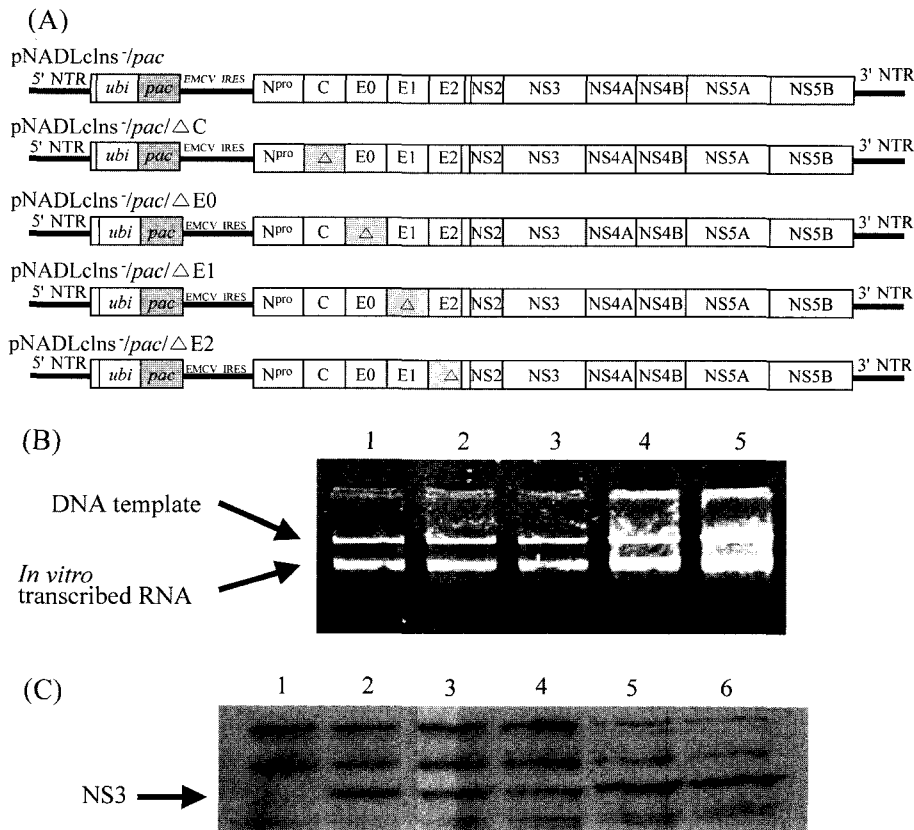 (A)
pNADLclns⁻/pac
5' NTR ubi pac EMCV IRES Nᵖʳᵒ C E0 E1 E2 NS2 NS3 NS4A NS4B NS5A NS5B 3' NTR
pNADLclns⁻/pac/△C
5' NTR ubi pac EMCV IRES Nᵖʳᵒ △ E0 E1 E2 NS2 NS3 NS4A NS4B NS5A NS5B 3' NTR
pNADLclns⁻/pac/△E0
5' NTR ubi pac EMCV IRES Nᵖʳᵒ C △ E1 E2 NS2 NS3 NS4A NS4B NS5A NS5B 3' NTR
pNADLclns⁻/pac/△E1
5' NTR ubi pac EMCV IRES Nᵖʳᵒ C E0 △ E2 NS2 NS3 NS4A NS4B NS5A NS5B 3' NTR
pNADLclns⁻/pac/△E2
5' NTR ubi pac EMCV IRES Nᵖʳᵒ C E0 E1 △ NS2 NS3 NS4A NS4B NS5A NS5B 3' NTR
(B)
1 2 3 4 5
DNA template
In vitro
transcribed RNA
(C)
1 2 3 4 5 6
NS3